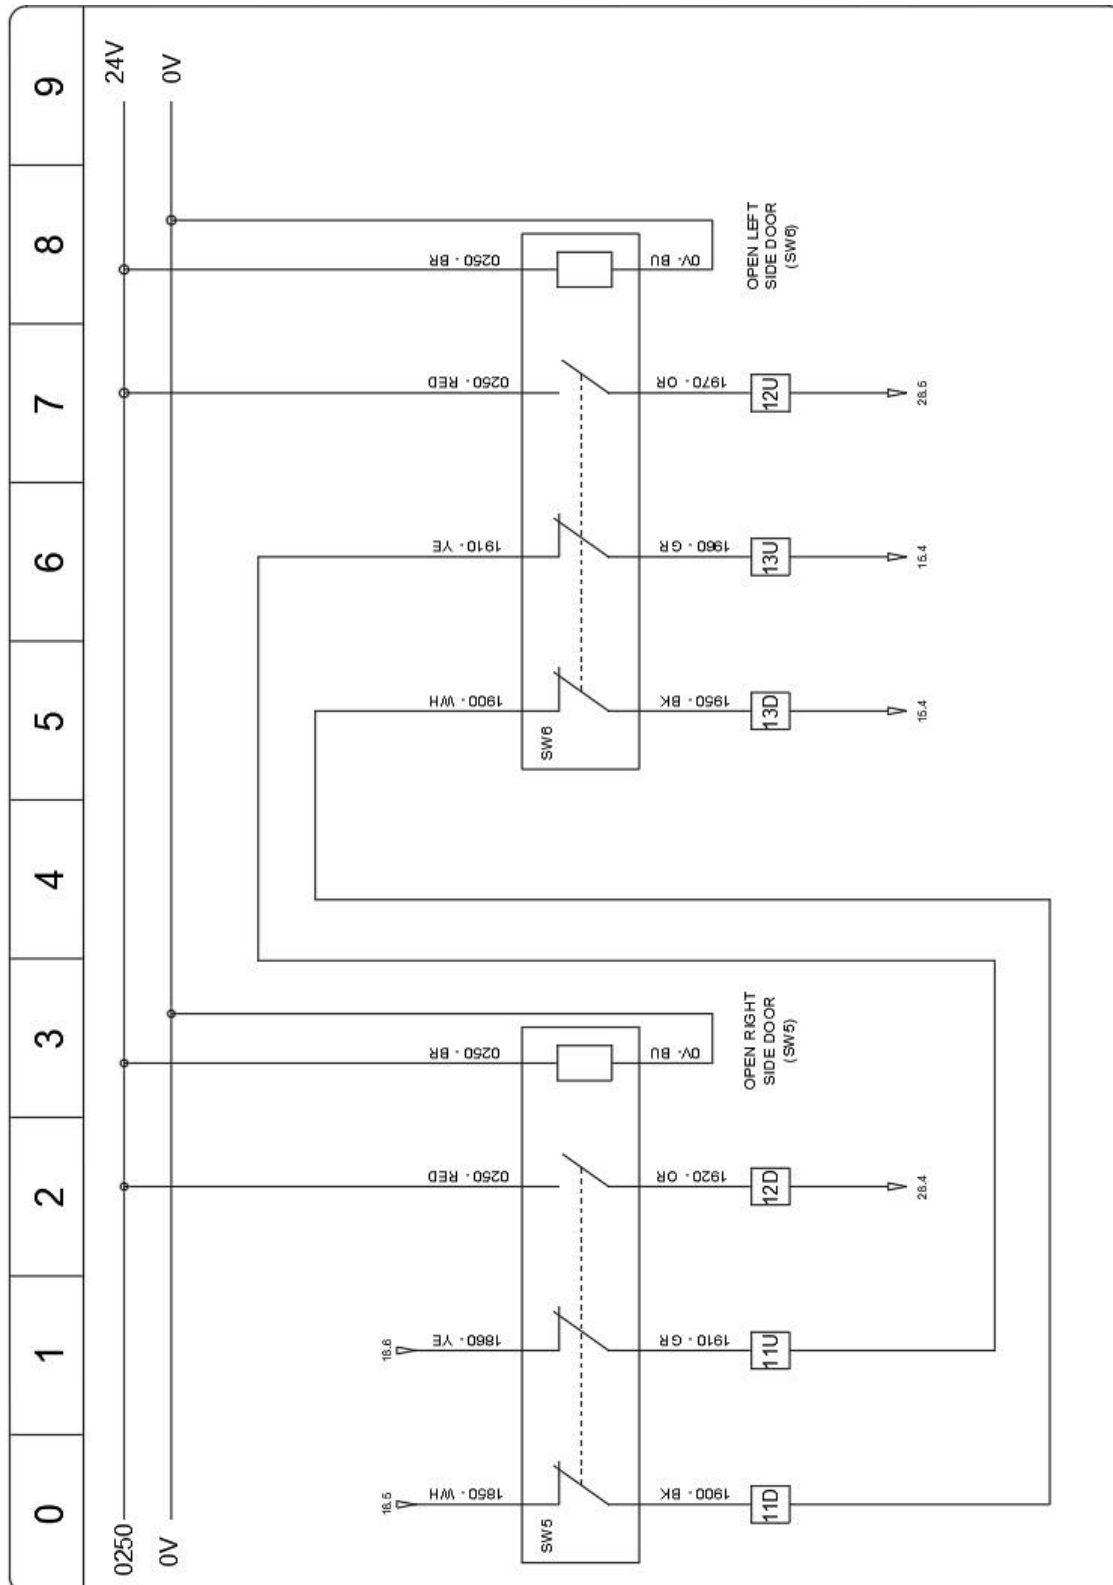 0 1 2 3 4 5 6 7 8 9
0250 24V
0V 0V
18.5 18.6
1850 - WH
1860 - YE
0250 - RED
0250 - BR
1900 - WH
1910 - YE
0250 - RED
0250 - BR
SW5
SW6
1900 - BK
1910 - GR
1920 - OR
0V - BU
1950 - BK
1960 - GR
1970 - OR
0V - BU
11D 11U 12D
OPEN RIGHT
SIDE DOOR
(SW5)
13D 13U 12U
OPEN LEFT
SIDE DOOR
(SW6)
28.4
15.4
15.4
28.5